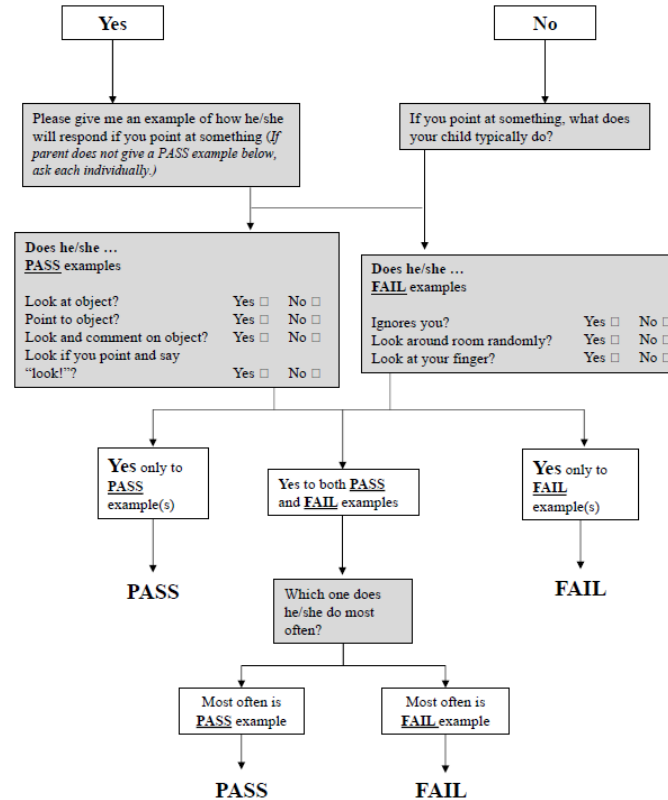 Yes
No
Please give me an example of how he/she
will respond if you point at something (If
parent does not give a PASS example below,
ask each individually.)
If you point at something, what does
your child typically do?
Does he/she …
PASS examples
Look at object? Yes □ No □
Point to object? Yes □ No □
Look and comment on object? Yes □ No □
Look if you point and say
“look!”? Yes □ No □
Does he/she …
FAIL examples
Ignores you? Yes □ No □
Look around room randomly? Yes □ No □
Look at your finger? Yes □ No □
Yes only to
PASS
example(s)
Yes to both PASS
and FAIL examples
Yes only to
FAIL
example(s)
PASS
FAIL
Which one does
he/she do most
often?
Most often is
PASS example
Most often is
FAIL example
PASS
FAIL